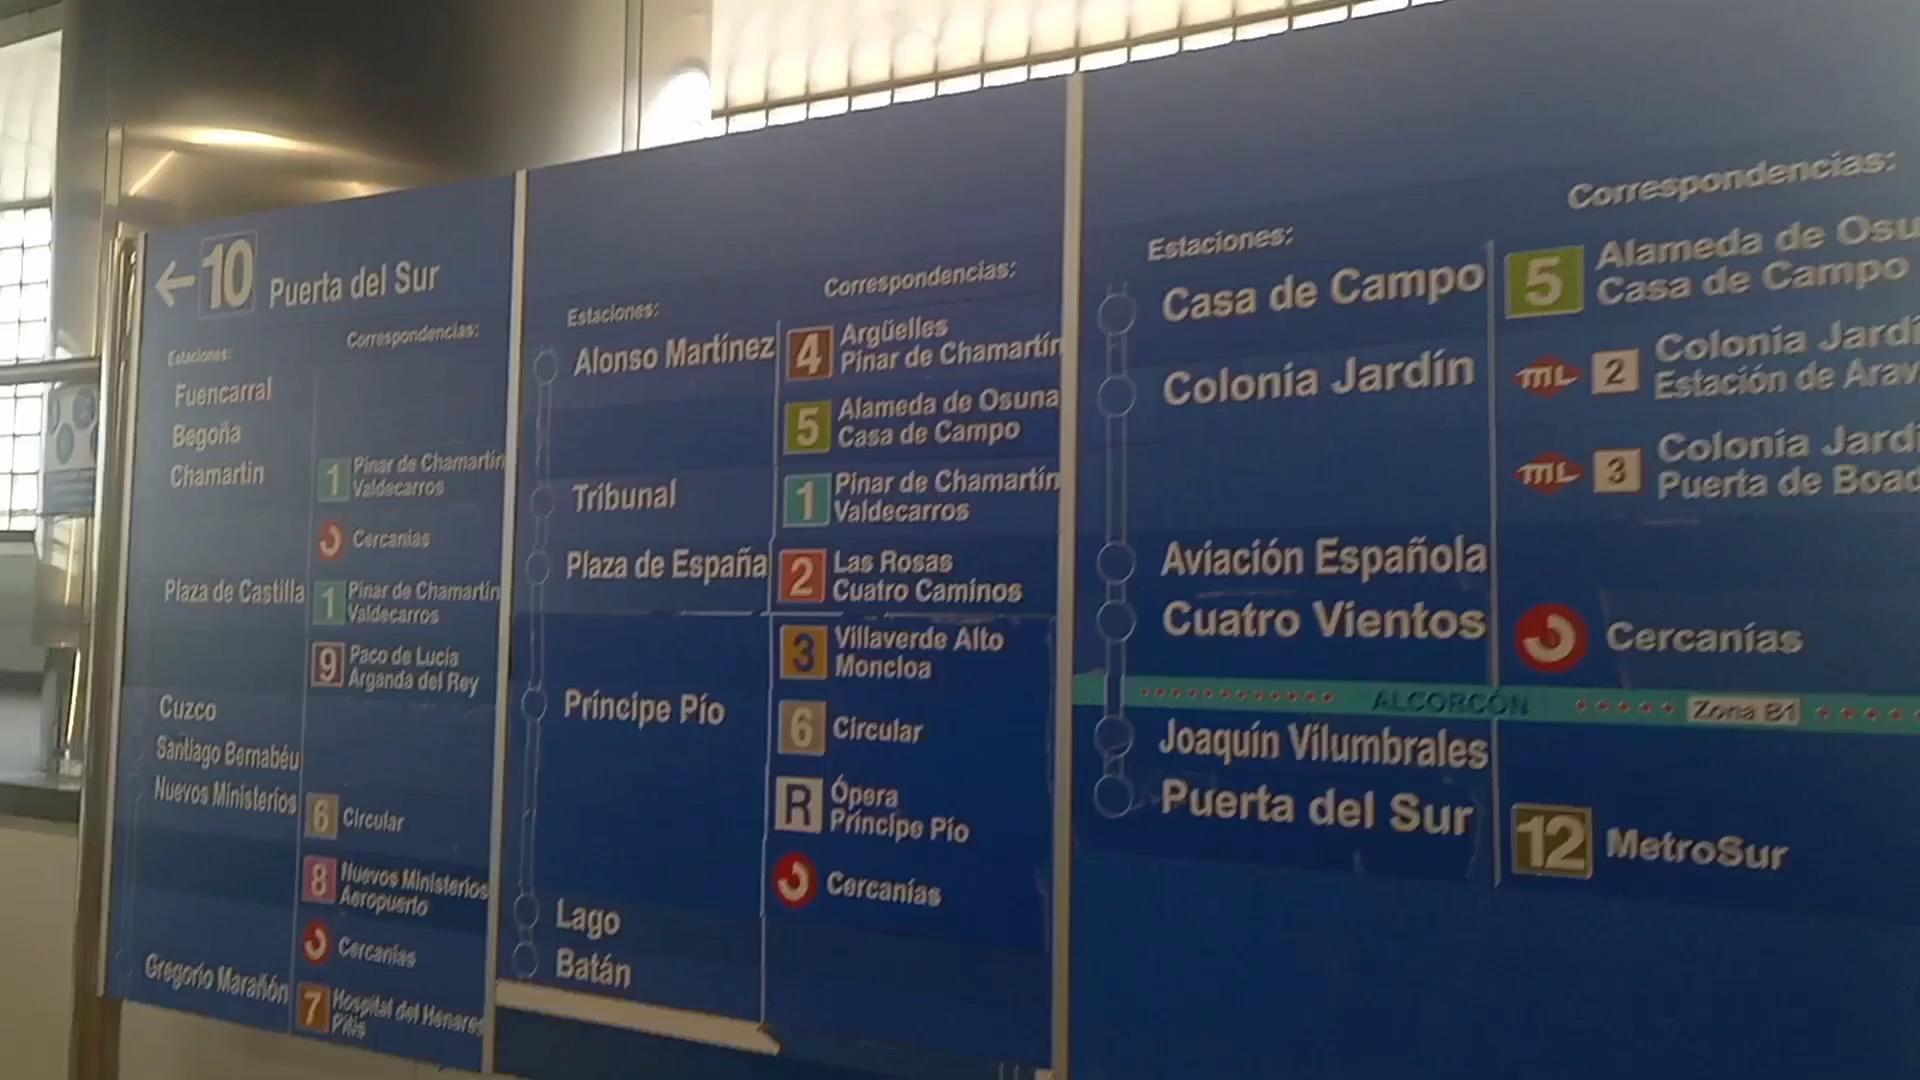 ← 10 Puerta del Sur
Estaciones:
Correspondencias:
Fuencarral
Begoña
Chamartín
1 Pinar de Chamartín
Valdecarros
Cercanías
Plaza de Castilla
1 Pinar de Chamartín
Valdecarros
9 Paco de Lucía
Arganda del Rey
Cuzco
Santiago Bernabéu
Nuevos Ministerios
6 Circular
8 Nuevos Ministerios
Aeropuerto
Cercanías
Gregorio Marañón
7 Hospital del Henares
Pitis
Estaciones:
Correspondencias:
Alonso Martínez
4 Argüelles
Pinar de Chamartín
5 Alameda de Osuna
Casa de Campo
Tribunal
1 Pinar de Chamartín
Valdecarros
Plaza de España
2 Las Rosas
Cuatro Caminos
3 Villaverde Alto
Moncloa
Príncipe Pío
6 Circular
R Ópera
Príncipe Pío
Cercanías
Lago
Batán
Estaciones:
Correspondencias:
Casa de Campo
5 Alameda de Osu
Casa de Campo
Colonia Jardín
mL 2 Colonia Jardí
Estación de Arav
mL 3 Colonia Jardí
Puerta de Boad
Aviación Española
Cuatro Vientos
Cercanías
ALCORCÓN Zona B1
Joaquín Vilumbrales
Puerta del Sur
12 MetroSur